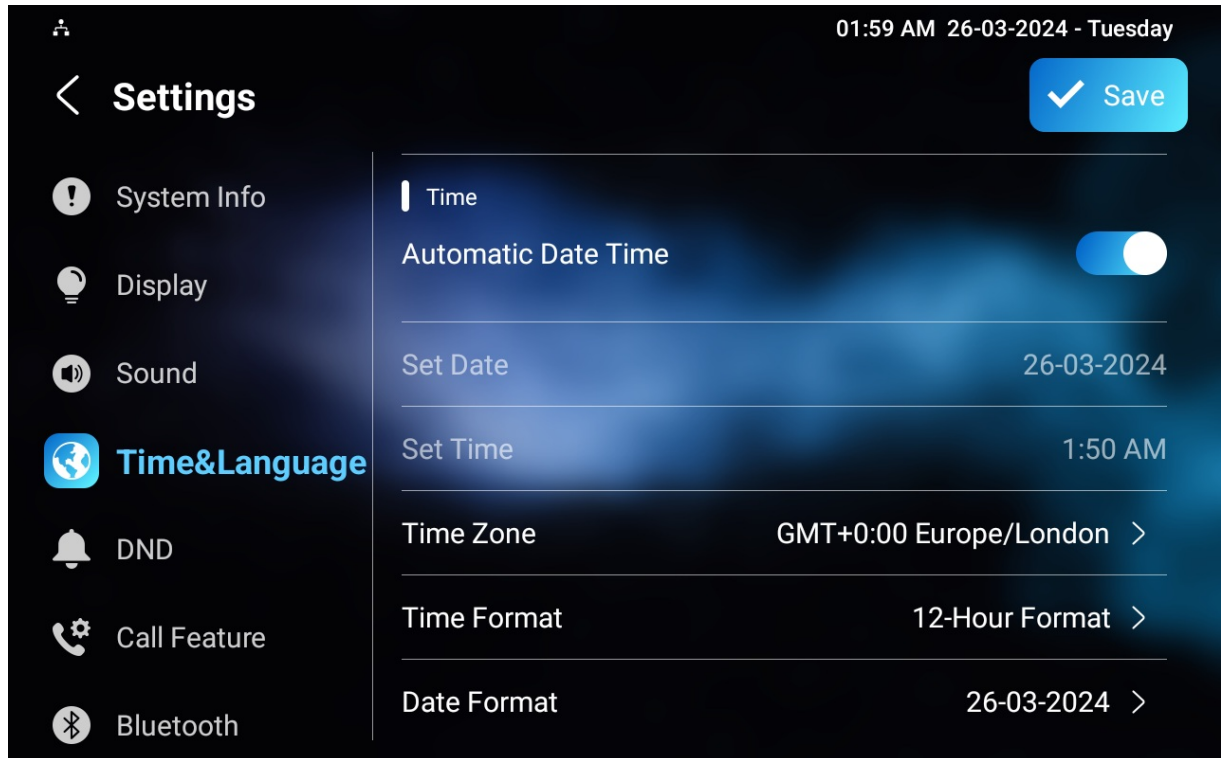 01:59 AM 26-03-2024 - Tuesday
Settings
Save
System Info
Display
Sound
Time&Language
DND
Call Feature
Bluetooth
Time
Automatic Date Time
Set Date 26-03-2024
Set Time 1:50 AM
Time Zone GMT+0:00 Europe/London
Time Format 12-Hour Format
Date Format 26-03-2024